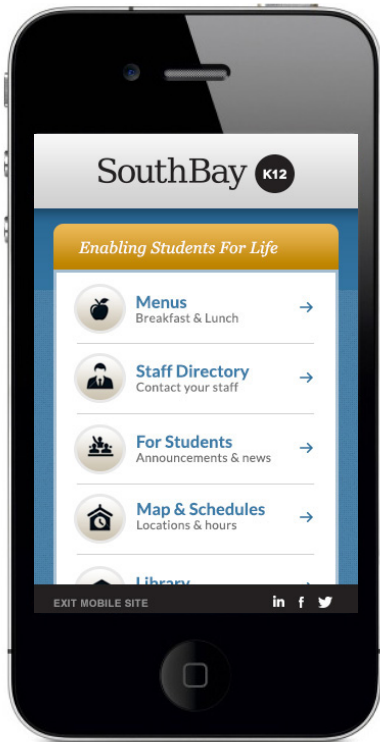 SouthBay K12
Enabling Students For Life
Menus
Breakfast & Lunch
Staff Directory
Contact your staff
For Students
Announcements & news
Map & Schedules
Locations & hours
Library
EXIT MOBILE SITE in f